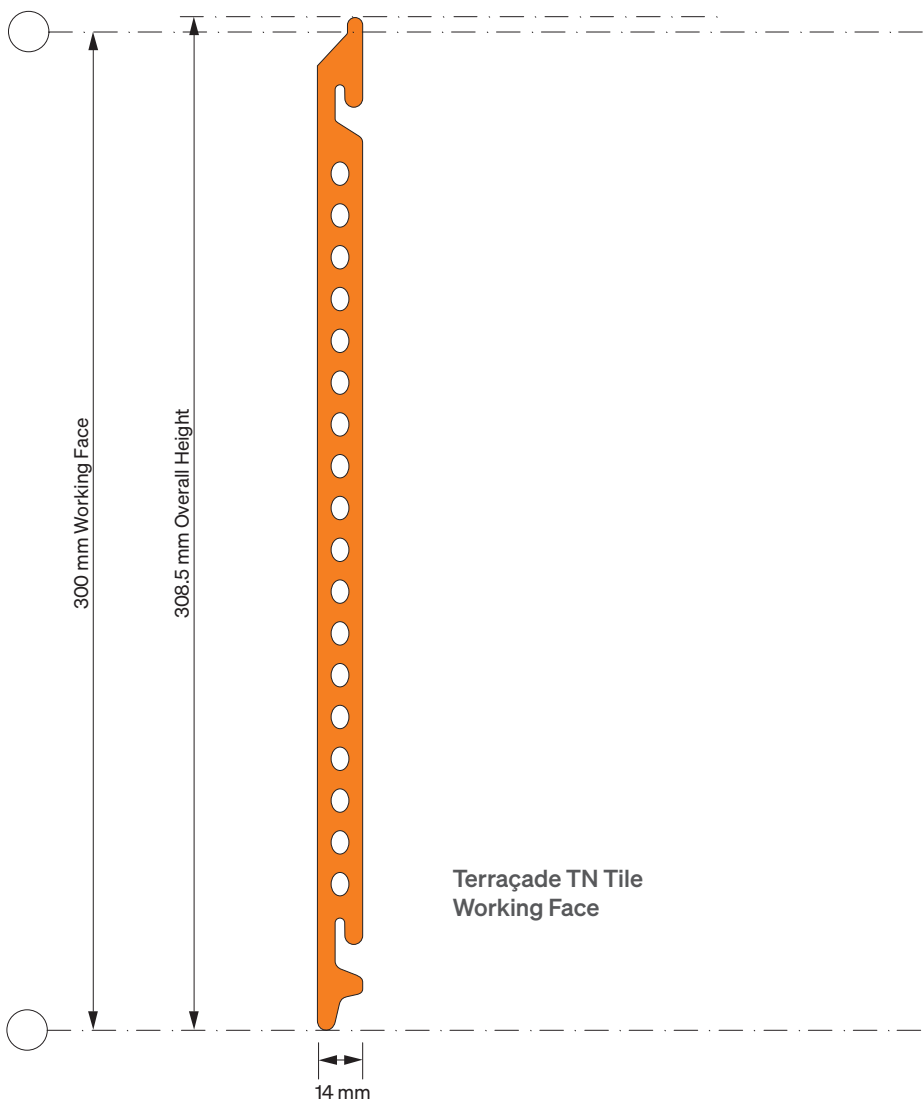 300 mm Working Face
308.5 mm Overall Height
Terraçade TN Tile
Working Face
14 mm